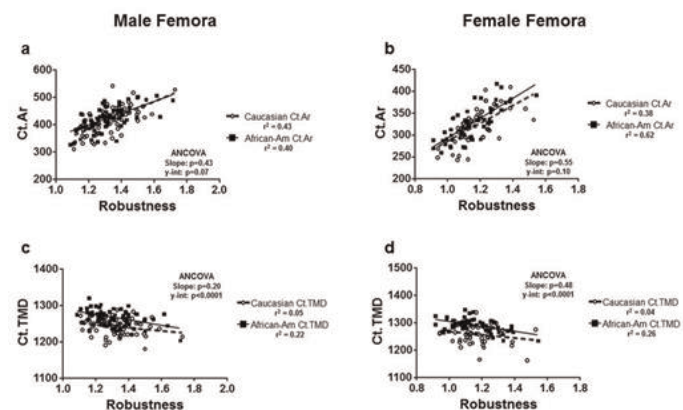 Male Femora
Female Femora
a
600
500
400
300
200
Ct.Ar
1.0 1.2 1.4 1.6 1.8 2.0
Robustness
Caucasian Ct.Ar
r² = 0.43
African-Am Ct.Ar
r² = 0.40
ANCOVA
Slope: p=0.43
y-int: p=0.07
b
450
400
350
300
250
200
Ct.Ar
0.8 1.0 1.2 1.4 1.6 1.8
Robustness
Caucasian Ct.Ar
r² = 0.38
African-Am Ct.Ar
r² = 0.62
ANCOVA
Slope: p=0.55
y-int: p=0.10
c
1400
1300
1200
1100
Ct.TMD
1.0 1.2 1.4 1.6 1.8 2.0
Robustness
ANCOVA
Slope: p=0.20
y-int: p<0.0001
Caucasian Ct.TMD
r² = 0.05
African-Am Ct.TMD
r² = 0.22
d
1500
1400
1300
1200
1100
Ct.TMD
0.8 1.0 1.2 1.4 1.6 1.8
Robustness
ANCOVA
Slope: p=0.48
y-int: p<0.0001
Caucasian Ct.TMD
r² = 0.04
African-Am Ct.TMD
r² = 0.26